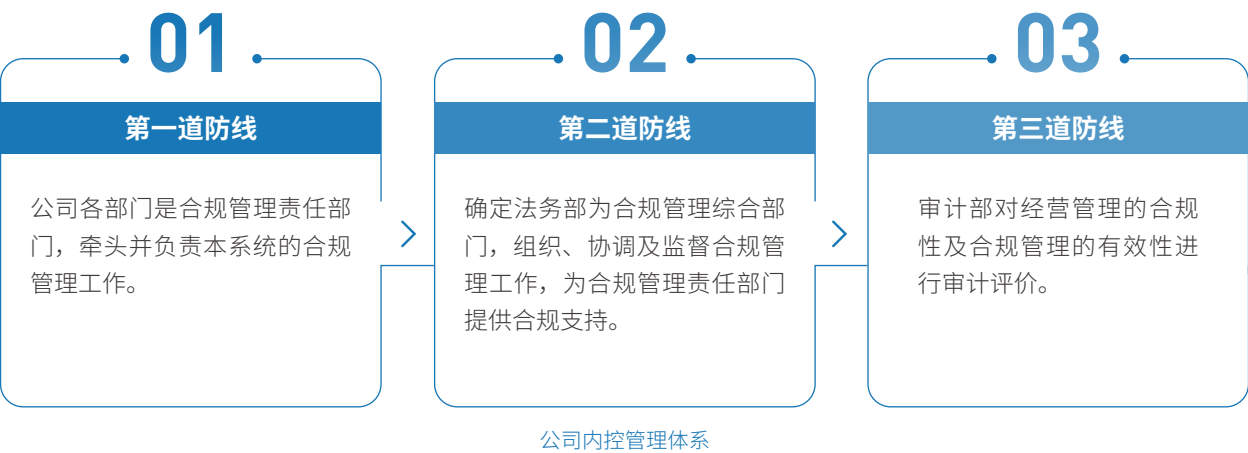 01
第一道防线
公司各部门是合规管理责任部
门，牵头并负责本系统的合规
管理工作。
02
第二道防线
确定法务部为合规管理综合部
门，组织、协调及监督合规管
理工作，为合规管理责任部门
提供合规支持。
03
第三道防线
审计部对经营管理的合规
性及合规管理的有效性进
行审计评价。
公司内控管理体系